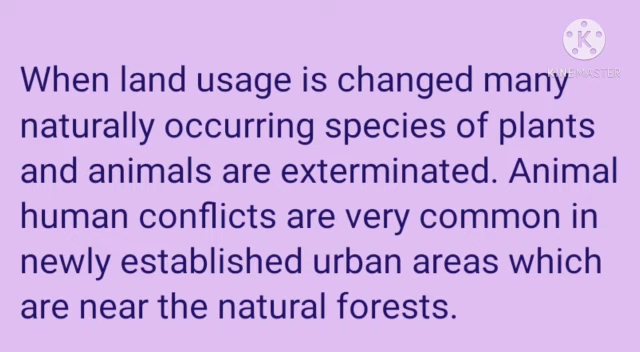 When land usage is changed many
KINEMASTER
naturally occurring species of plants
and animals are exterminated. Animal
human conflicts are very common in
newly established urban areas which
are near the natural forests.